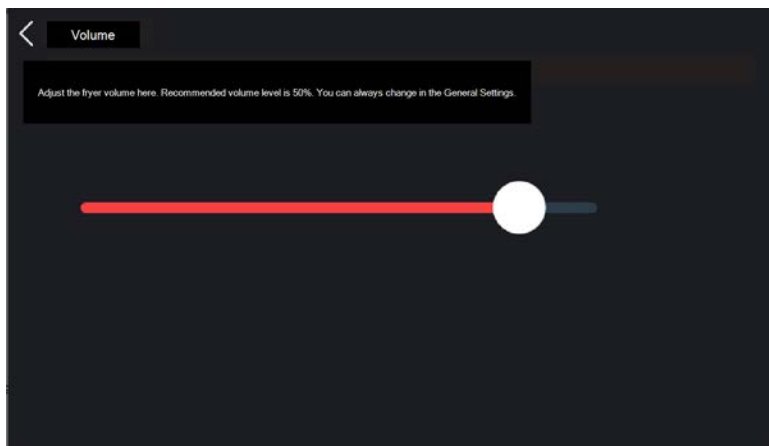 Volume
Adjust the fryer volume here. Recommended volume level is 50%. You can always change in the General Settings.